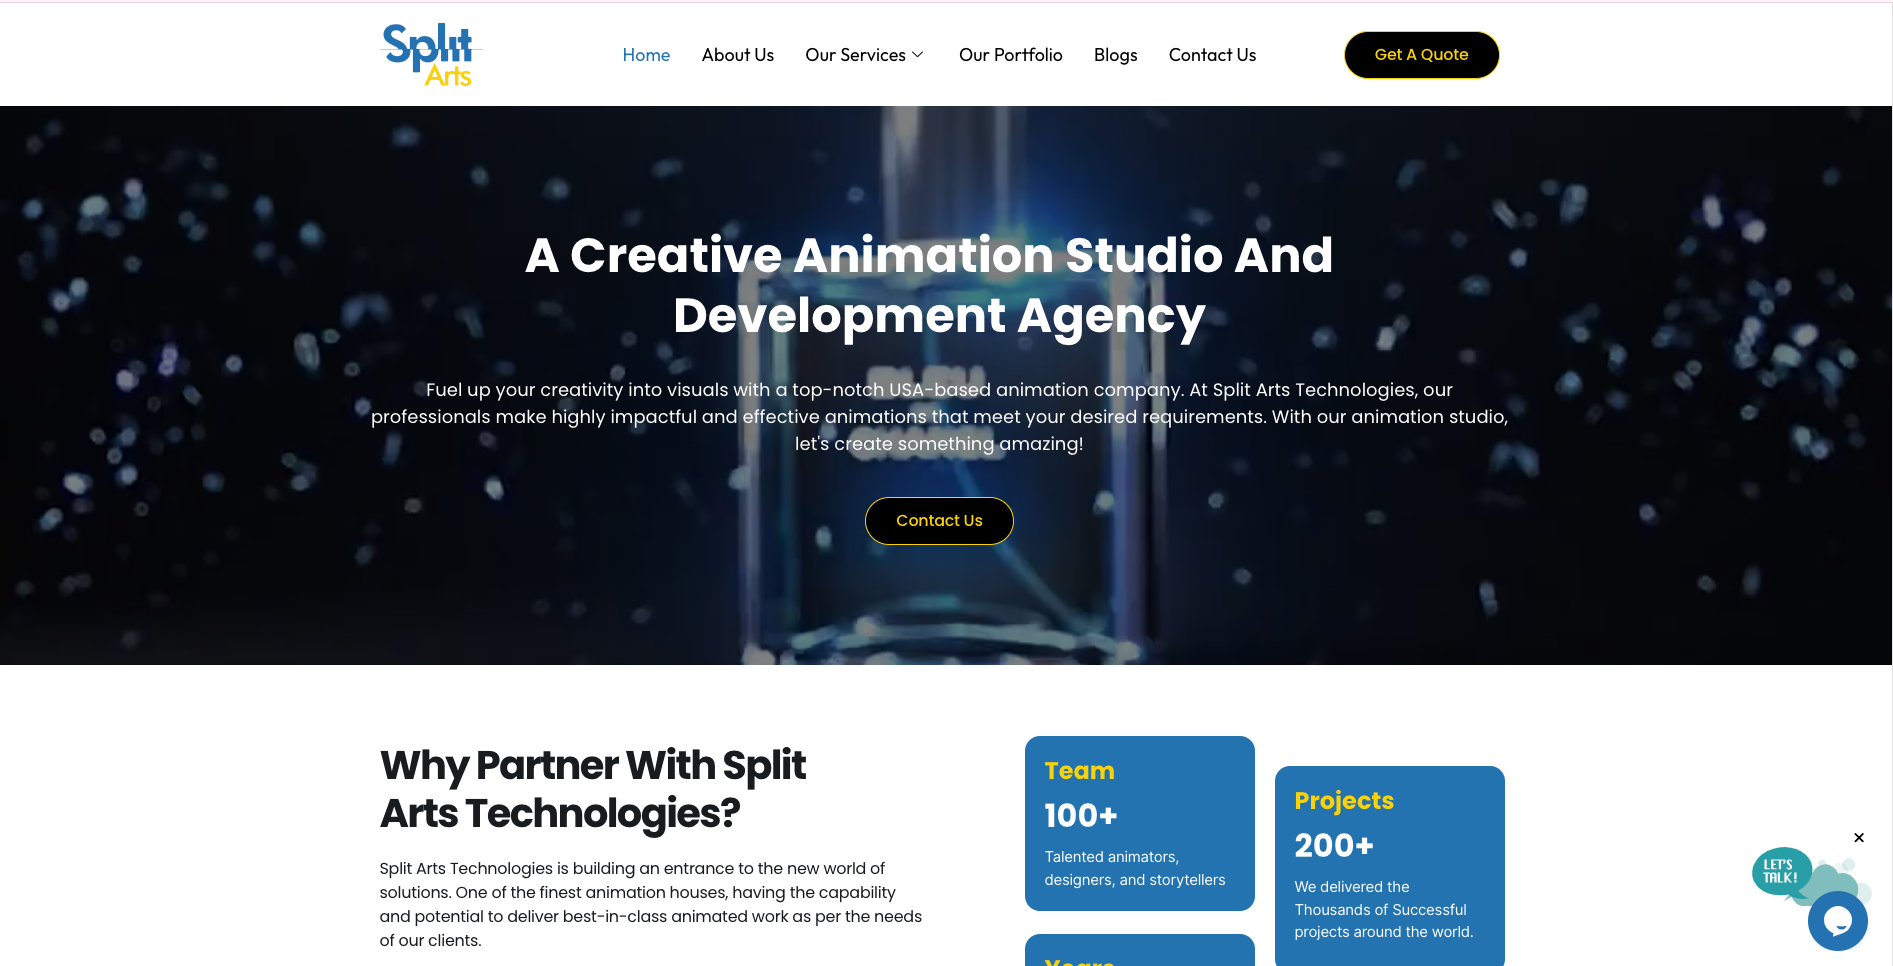 Split
Arts
Home
About Us
Our Services
Our Portfolio
Blogs
Contact Us
Get A Quote
A Creative Animation Studio And
Development Agency
Fuel up your creativity into visuals with a top-notch USA-based animation company. At Split Arts Technologies, our
professionals make highly impactful and effective animations that meet your desired requirements. With our animation studio,
let's create something amazing!
Contact Us
Why Partner With Split
Arts Technologies?
Split Arts Technologies is building an entrance to the new world of
solutions. One of the finest animation houses, having the capability
and potential to deliver best-in-class animated work as per the needs
of our clients.
Team
100+
Talented animators,
designers, and storytellers
Projects
200+
We delivered the
Thousands of Successful
projects around the world.
Years
LET'S
TALK!